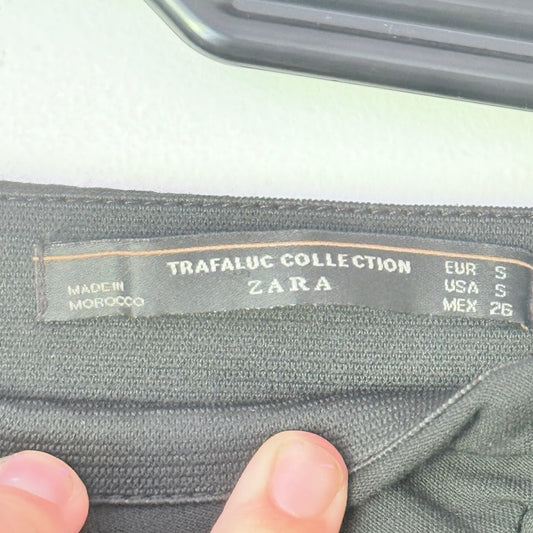 TRAFALUC COLLECTION
ZARA
MADE IN
MOROCCO
EUR S
USA S
MEX 26